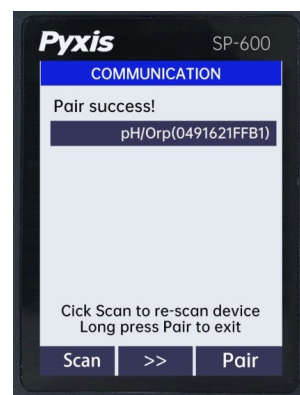 Pyxis SP-600
COMMUNICATION
Pair success!
pH/Orp(0491621FFB1)
Cick Scan to re-scan device
Long press Pair to exit
Scan >> Pair